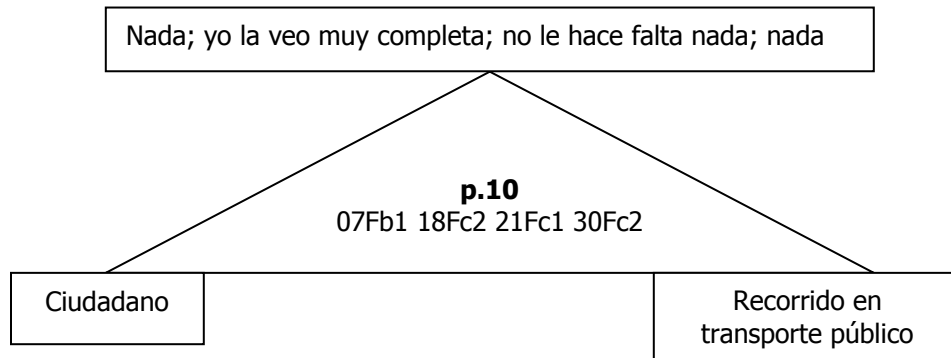 Nada; yo la veo muy completa; no le hace falta nada; nada
p.10
07Fb1 18Fc2 21Fc1 30Fc2
Ciudadano
Recorrido en
transporte público